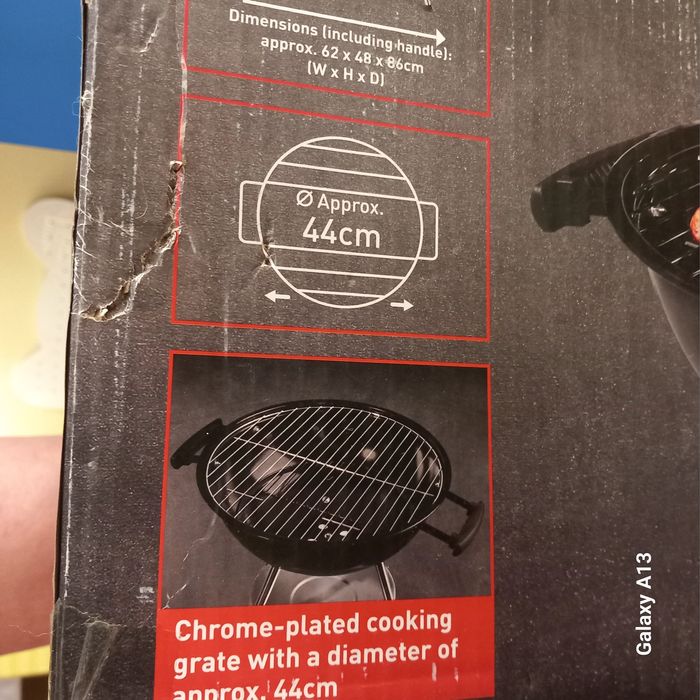 Dimensions (including handle):
approx. 62 x 48 x 86cm
(W x H x D)
Ø Approx.
44cm
Chrome-plated cooking
grate with a diameter of
approx. 44cm
Galaxy A13